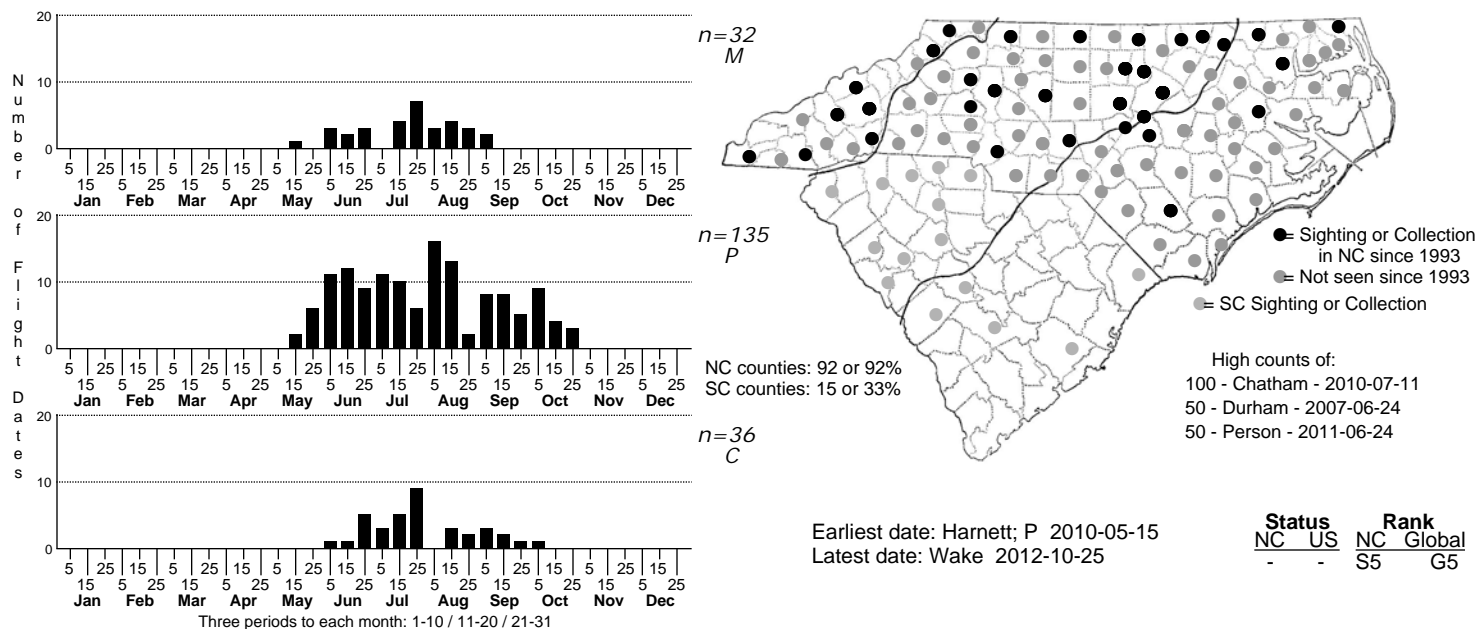 Number of Flight Dates
20
10
0
n=32
M
5 25 5 25 5 25 5 25 5 25 5 25 5 25 5 25 5 25 5 25 5 25 5 25
15 15 15 15 15 15 15 15 15 15 15 15
Jan Feb Mar Apr May Jun Jul Aug Sep Oct Nov Dec
20
10
0
n=135
P
5 25 5 25 5 25 5 25 5 25 5 25 5 25 5 25 5 25 5 25 5 25 5 25
15 15 15 15 15 15 15 15 15 15 15 15
Jan Feb Mar Apr May Jun Jul Aug Sep Oct Nov Dec
20
10
0
n=36
C
5 25 5 25 5 25 5 25 5 25 5 25 5 25 5 25 5 25 5 25 5 25 5 25
15 15 15 15 15 15 15 15 15 15 15 15
Jan Feb Mar Apr May Jun Jul Aug Sep Oct Nov Dec
Three periods to each month: 1-10 / 11-20 / 21-31
= Sighting or Collection
in NC since 1993
= Not seen since 1993
= SC Sighting or Collection
NC counties: 92 or 92%
SC counties: 15 or 33%
High counts of:
100 - Chatham - 2010-07-11
50 - Durham - 2007-06-24
50 - Person - 2011-06-24
Earliest date: Harnett; P 2010-05-15
Latest date: Wake 2012-10-25
Status Rank
NC US NC Global
- - S5 G5